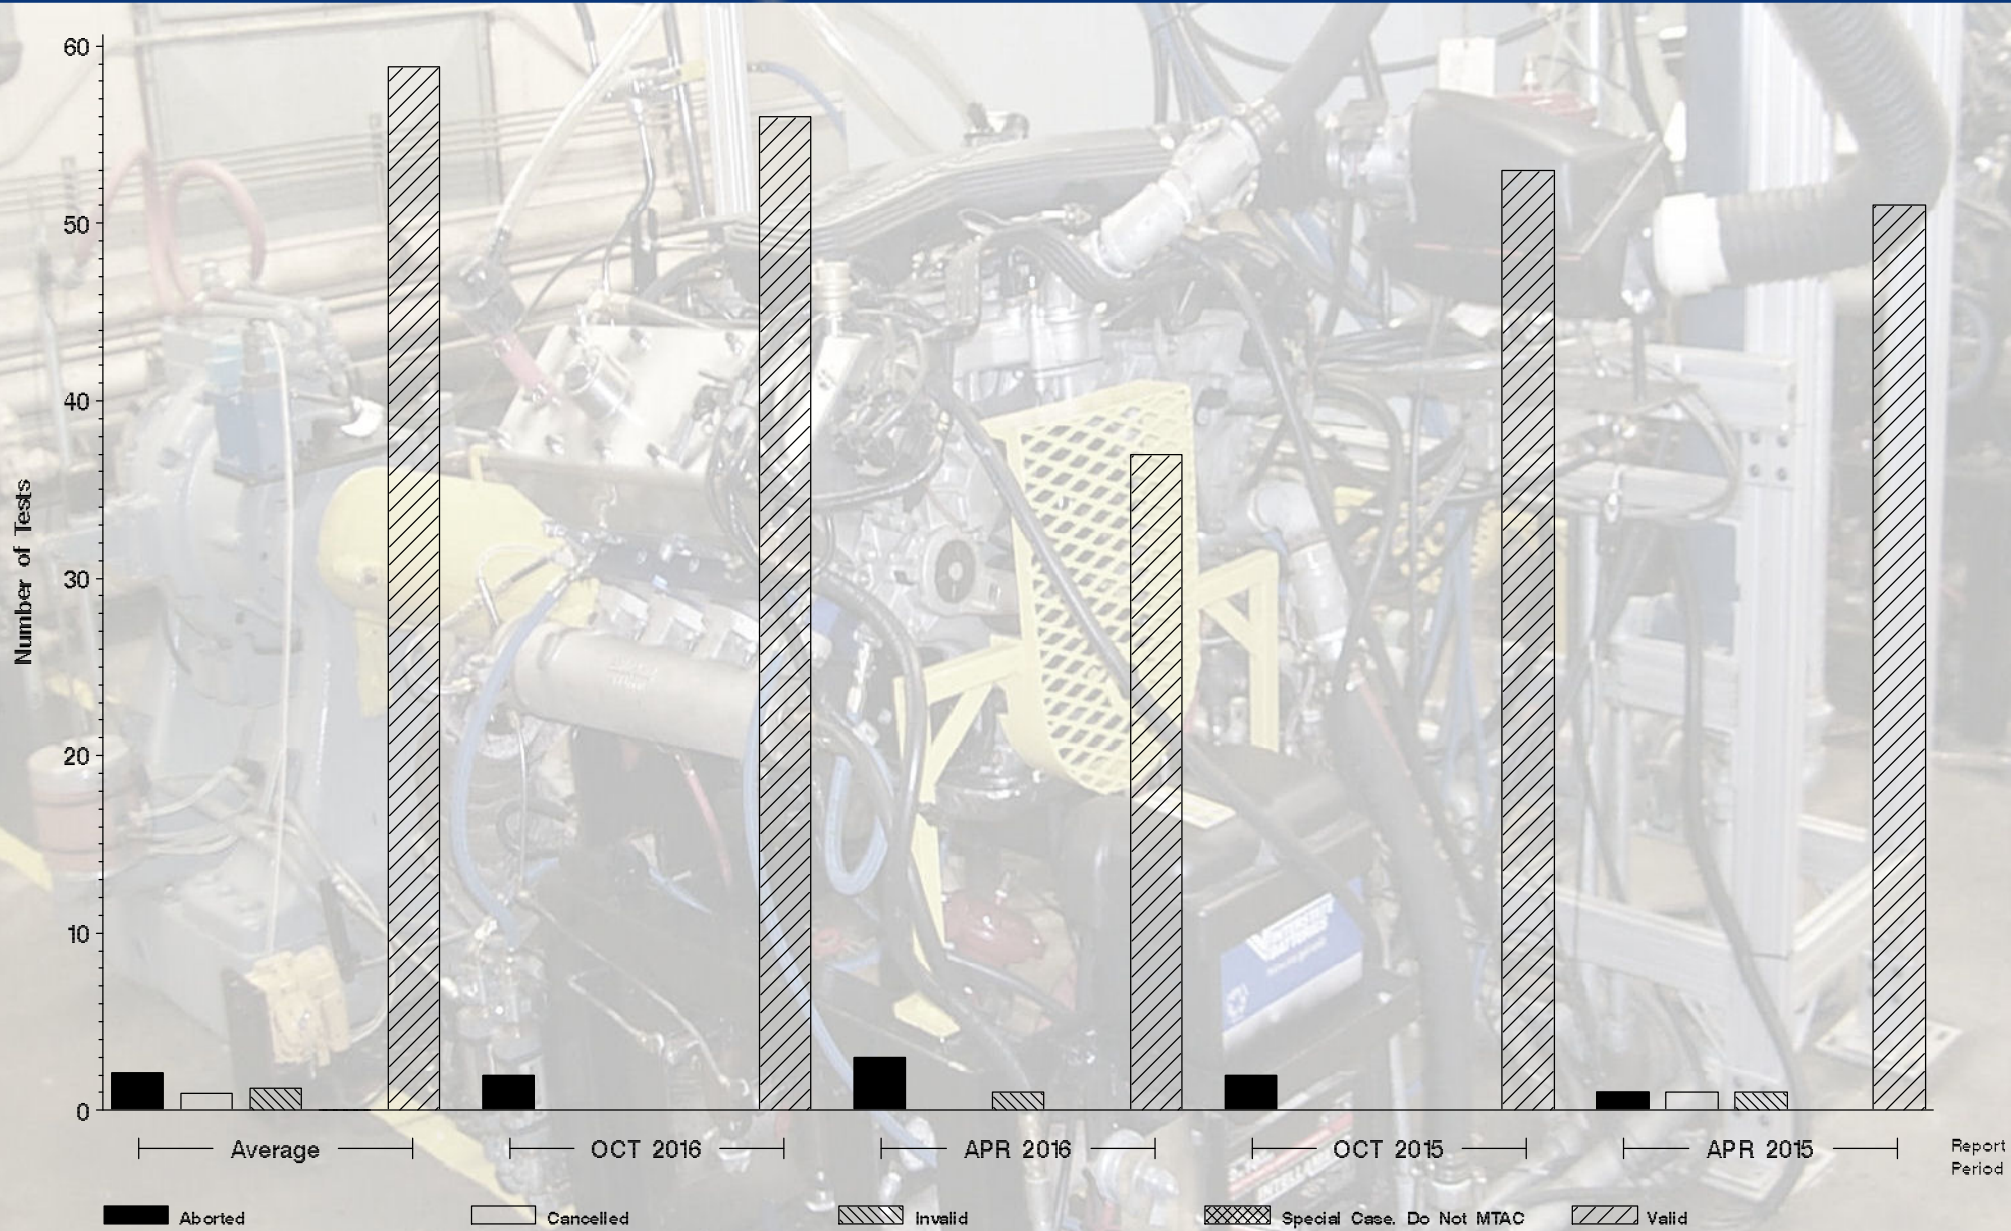 60
50
40
30
20
10
0
Number of Tests
Average OCT 2016 APR 2016 OCT 2015 APR 2015
Report
Period
Aborted Cancelled Invalid Special Case. Do Not MTAC Valid